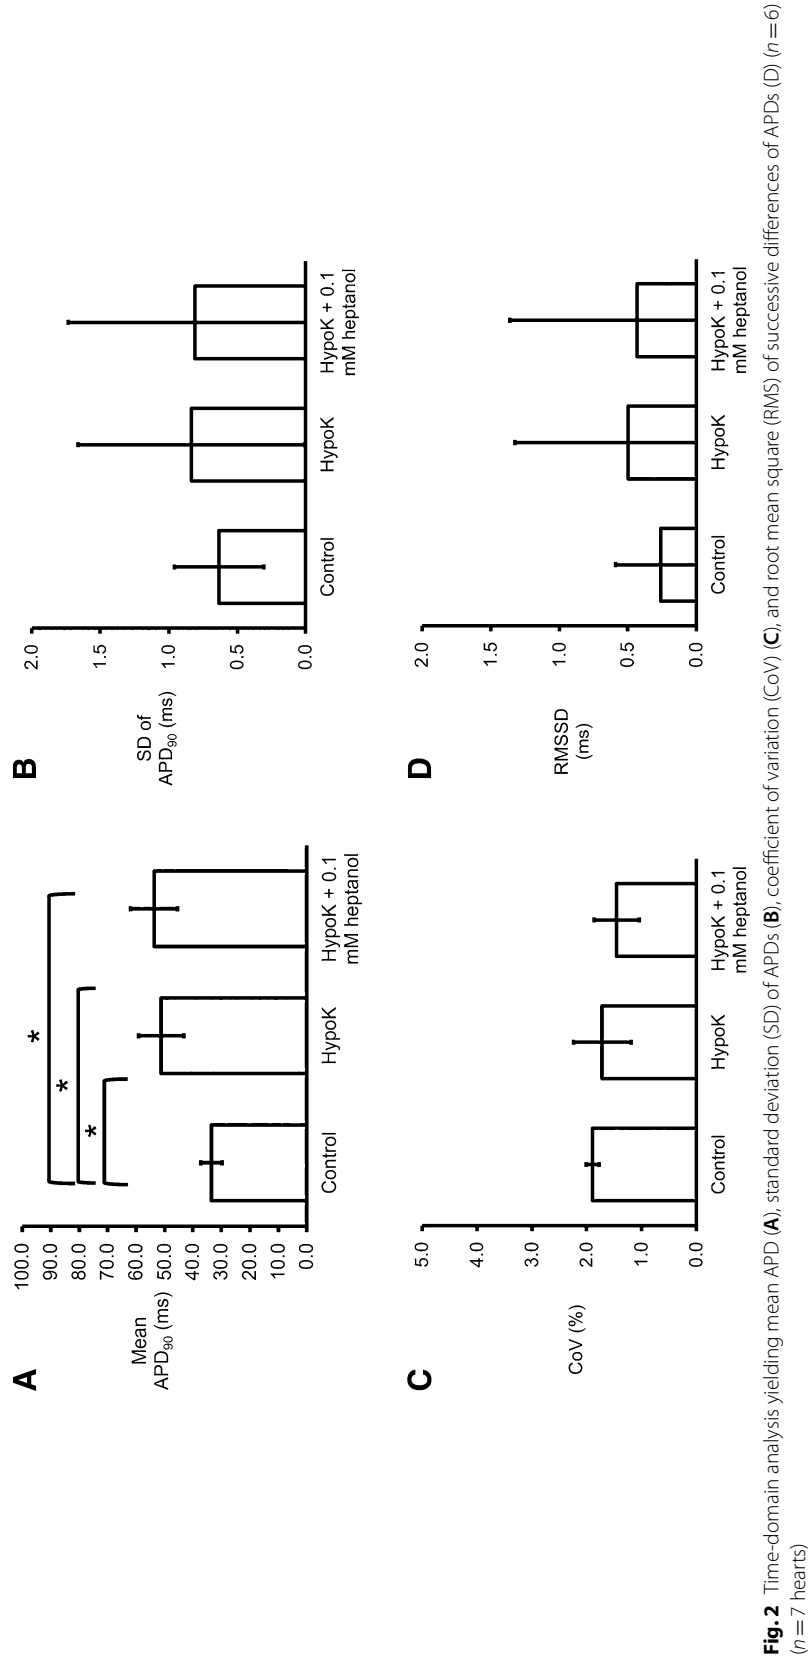 A
Mean
APD90 (ms)
100.0
90.0
80.0
70.0
60.0
50.0
40.0
30.0
20.0
10.0
0.0
*
*
*
Control
HypoK
HypoK + 0.1
mM heptanol
B
SD of
APD90 (ms)
2.0
1.5
1.0
0.5
0.0
Control
HypoK
HypoK + 0.1
mM heptanol
C
CoV (%)
5.0
4.0
3.0
2.0
1.0
0.0
Control
HypoK
HypoK + 0.1
mM heptanol
D
RMSSD
(ms)
2.0
1.5
1.0
0.5
0.0
Control
HypoK
HypoK + 0.1
mM heptanol
Fig. 2 Time-domain analysis yielding mean APD (A), standard deviation (SD) of APDs (B), coefficient of variation (CoV) (C), and root mean square (RMS) of successive differences of APDs (D) (n = 6)
(n = 7 hearts)